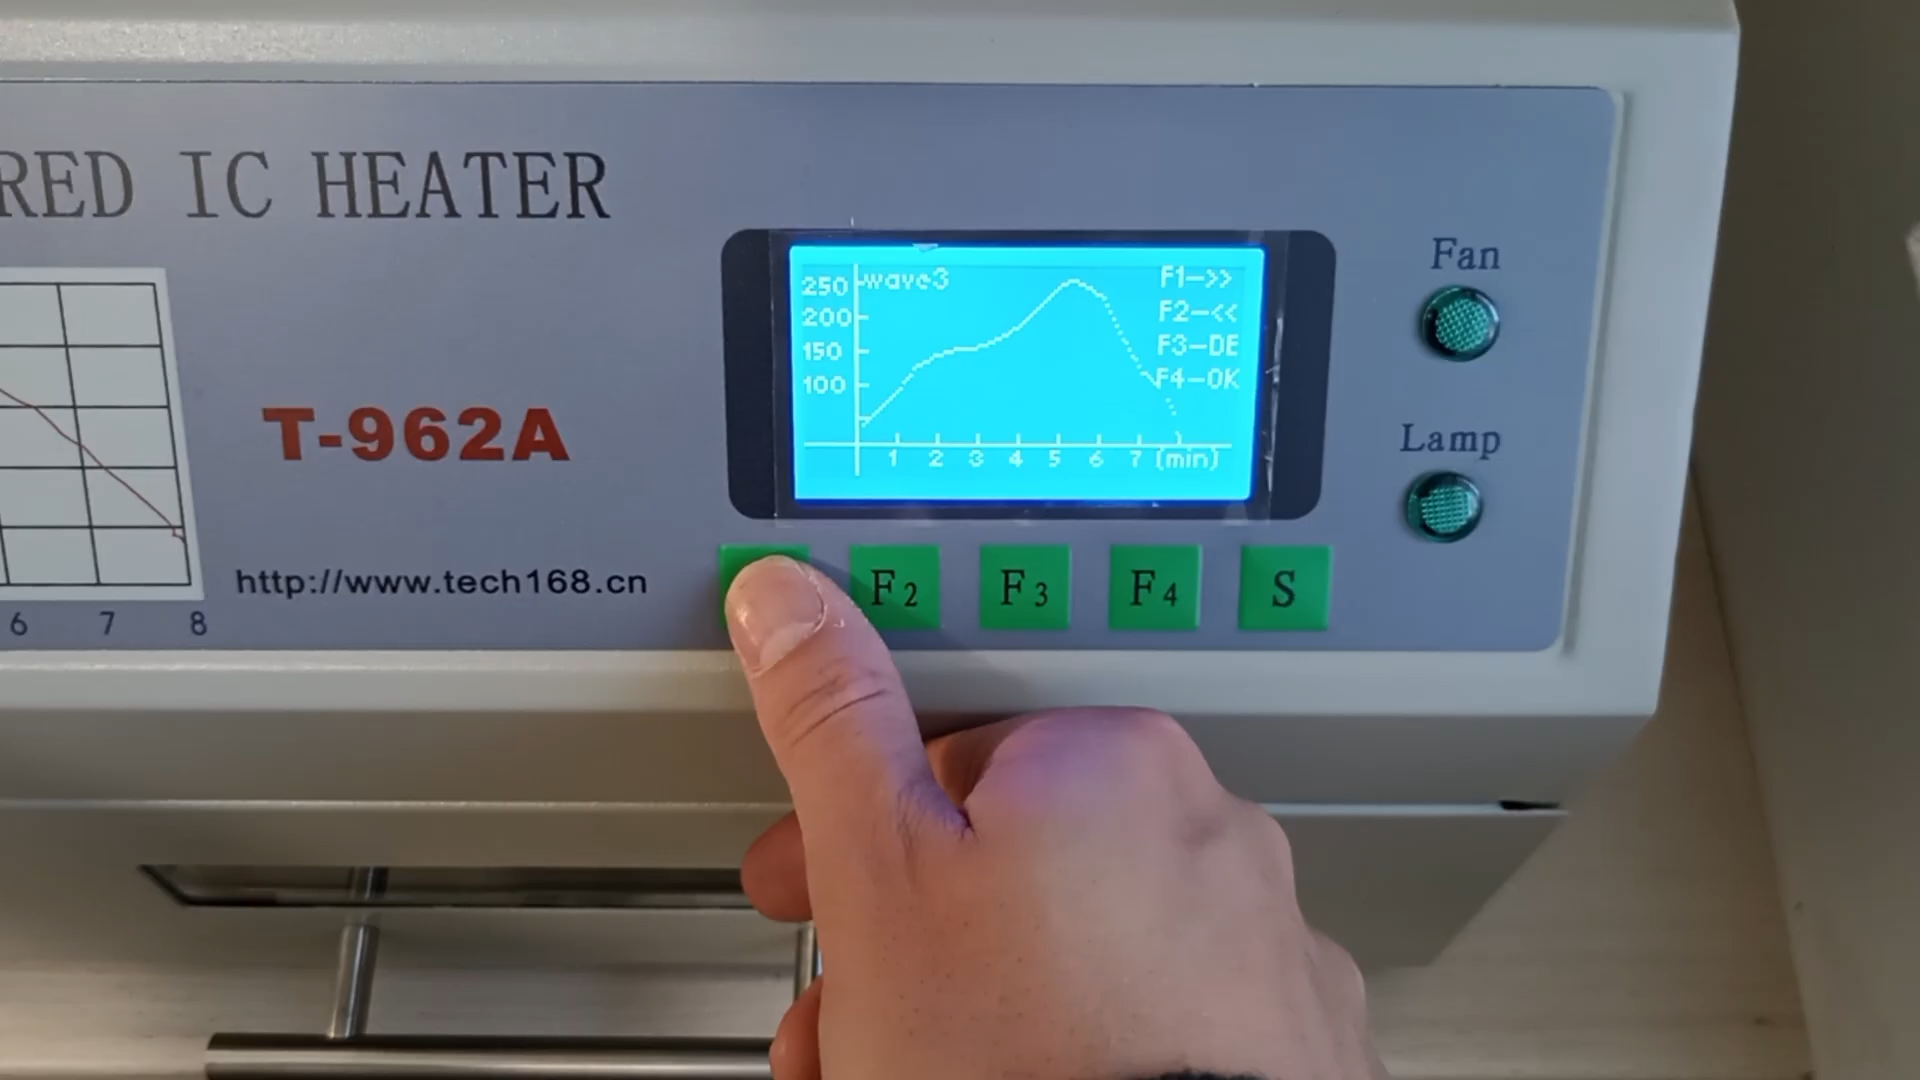 RED IC HEATER
T-962A
http://www.tech168.cn
6 7 8
wave3
250
200
150
100
1 2 3 4 5 6 7 (min)
F1->>
F2-<<
F3-DE
F4-OK
Fan
Lamp
F2 F3 F4 S